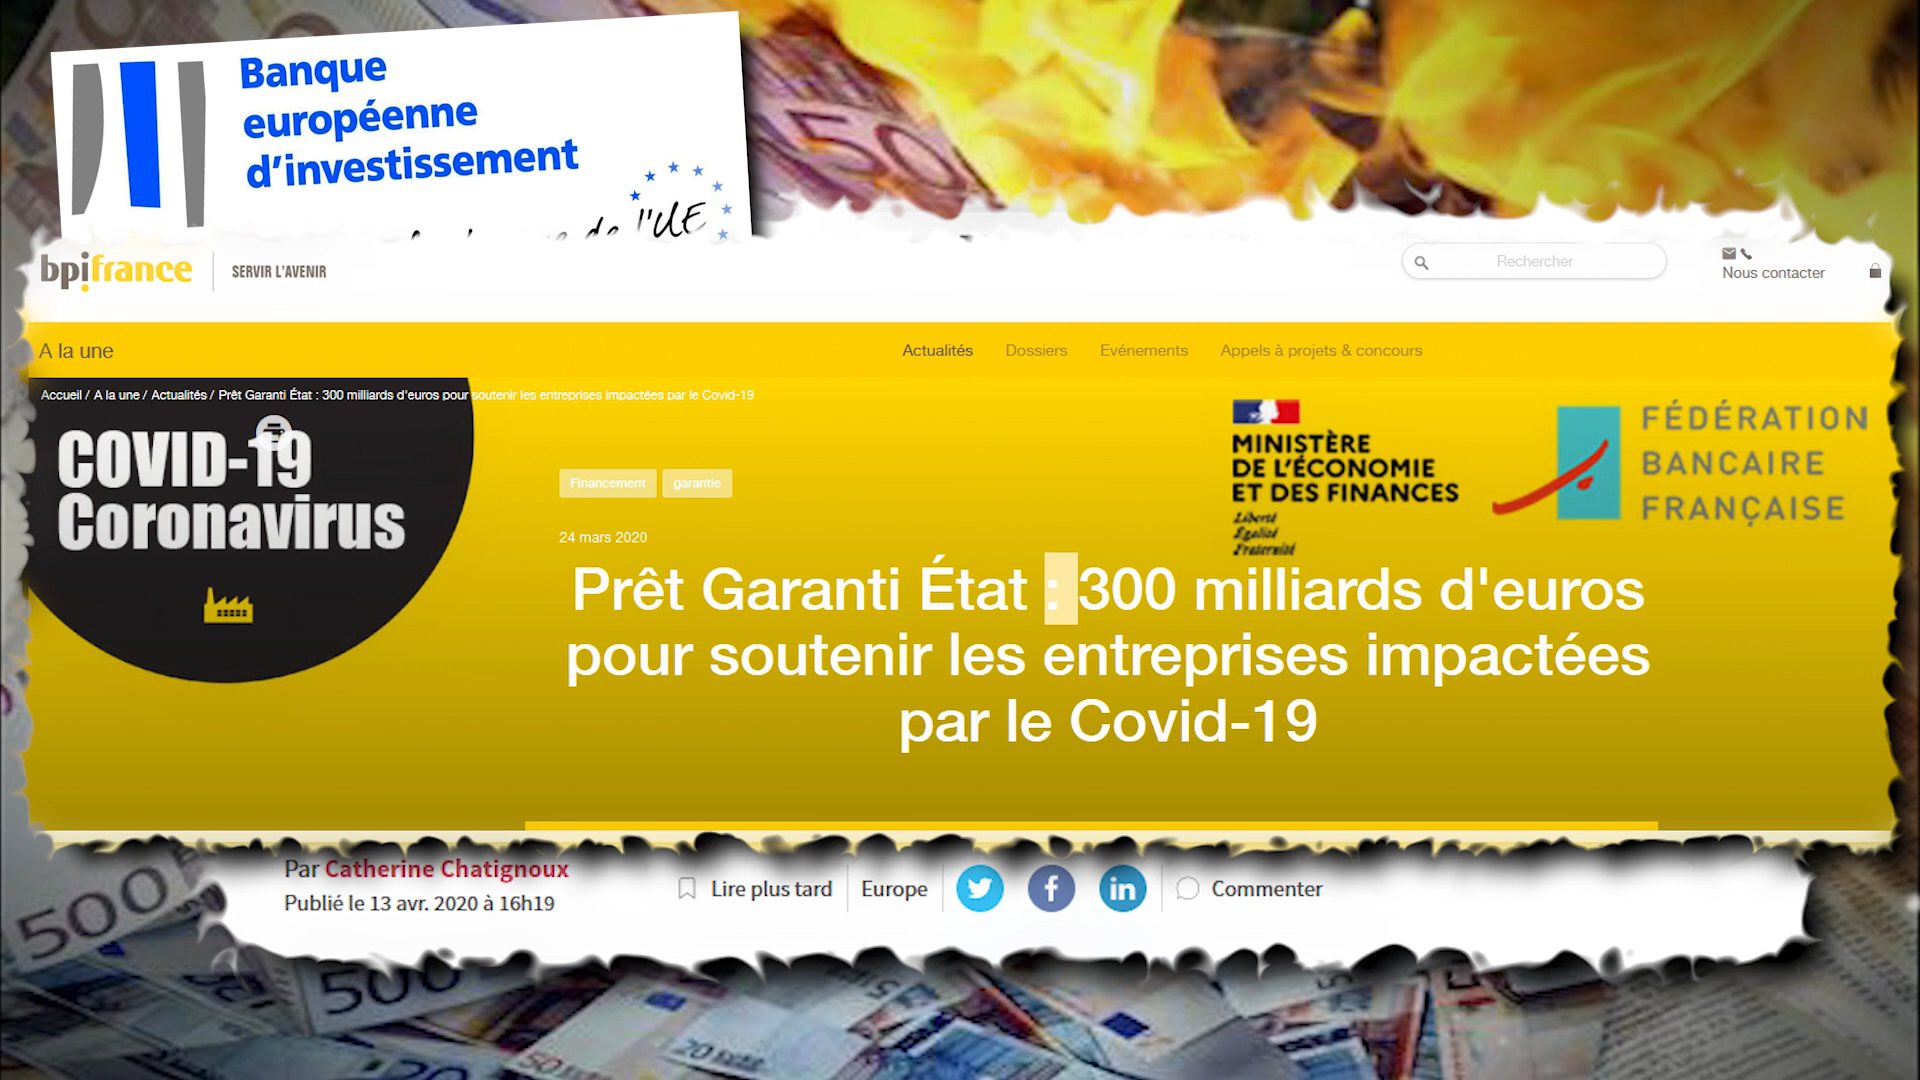 Banque
européenne
d'investissement
de l'UE
bpifrance
SERVIR L'AVENIR
Rechercher
Nous contacter
A la une
Actualités
Dossiers
Evénements
Appels à projets & concours
Accueil / A la une / Actualités / Prêt Garanti État : 300 milliards d'euros pour soutenir les entreprises impactées par le Covid-19
COVID-19
Coronavirus
MINISTÈRE
DE L'ÉCONOMIE
ET DES FINANCES
Liberté
Égalité
Fraternité
FÉDÉRATION
BANCAIRE
FRANÇAISE
Financement
garantie
24 mars 2020
Prêt Garanti État : 300 milliards d'euros
pour soutenir les entreprises impactées
par le Covid-19
Par Catherine Chatignoux
Publié le 13 avr. 2020 à 16h19
Lire plus tard
Europe
Commenter
500
500
50
20
50